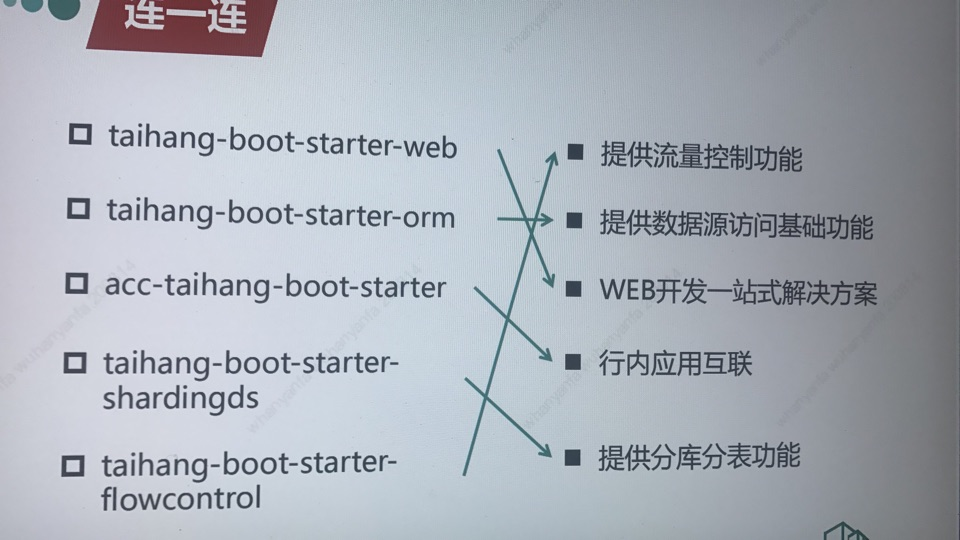 连一连
taihang-boot-starter-web
提供流量控制功能
taihang-boot-starter-orm
提供数据源访问基础功能
acc-taihang-boot-starter
WEB开发一站式解决方案
taihang-boot-starter-
shardingds
行内应用互联
taihang-boot-starter-
flowcontrol
提供分库分表功能